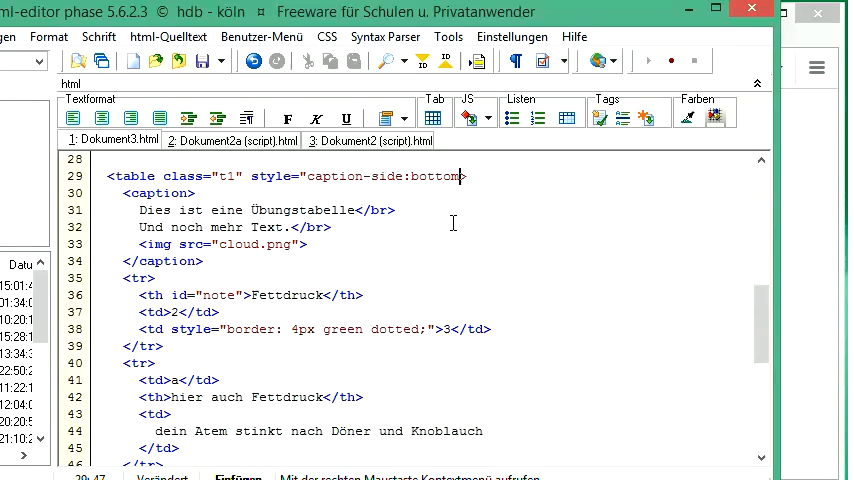 ml-editor phase 5.6.2.3 © hdb - köln ¤ Freeware für Schulen u. Privatanwender
gen Format Schrift html-Quelltext Benutzer-Menü CSS Syntax Parser Tools Einstellungen Hilfe
html
Textformat Tab JS Listen Tags Farben
F K U
1: Dokument3.html 2: Dokument2a (script).html 3: Dokument2 (script).html
28
29 <table class="t1" style="caption-side:bottom>
30 <caption>
31 Dies ist eine Übungstabelle</br>
32 Und noch mehr Text.</br>
33 <img src="cloud.png">
34 </caption>
35 <tr>
36 <th id="note">Fettdruck</th>
37 <td>2</td>
38 <td style="border: 4px green dotted;">3</td>
39 </tr>
40 <tr>
41 <td>a</td>
42 <th>hier auch Fettdruck</th>
43 <td>
44 dein Atem stinkt nach Döner und Knoblauch
45 </td>
46 </tr>
Datu
15:01:4
01:34:0
10:20:1
15:28:1
13:34:3
22:50:2
11:22:1
12:04:0
20:20:5
21:10:2
29: 47 Verändert Einfügen Mit der rechten Maustaste Kontextmenü aufrufen